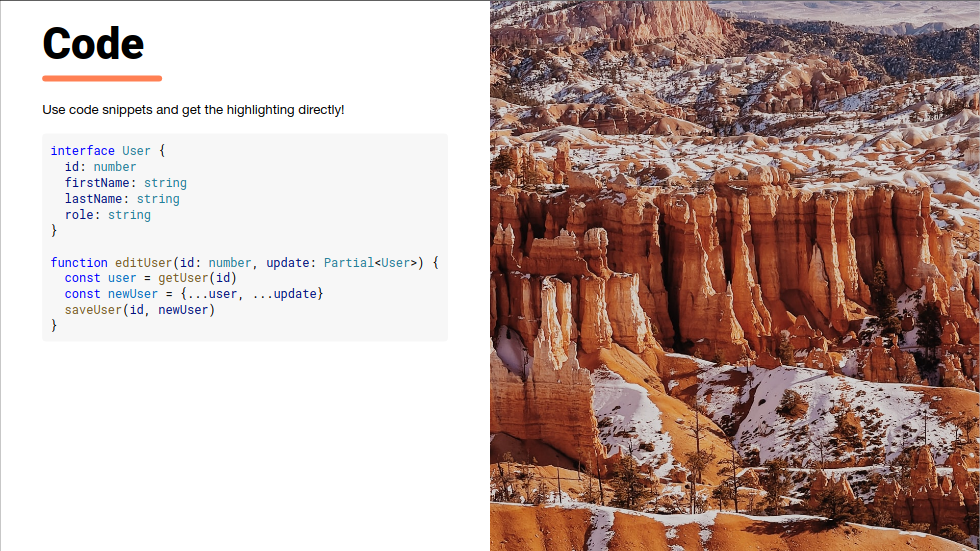 Code
Use code snippets and get the highlighting directly!
interface User {
  id: number
  firstName: string
  lastName: string
  role: string
}
function editUser(id: number, update: Partial<User>) {
  const user = getUser(id)
  const newUser = {...user, ...update}
  saveUser(id, newUser)
}